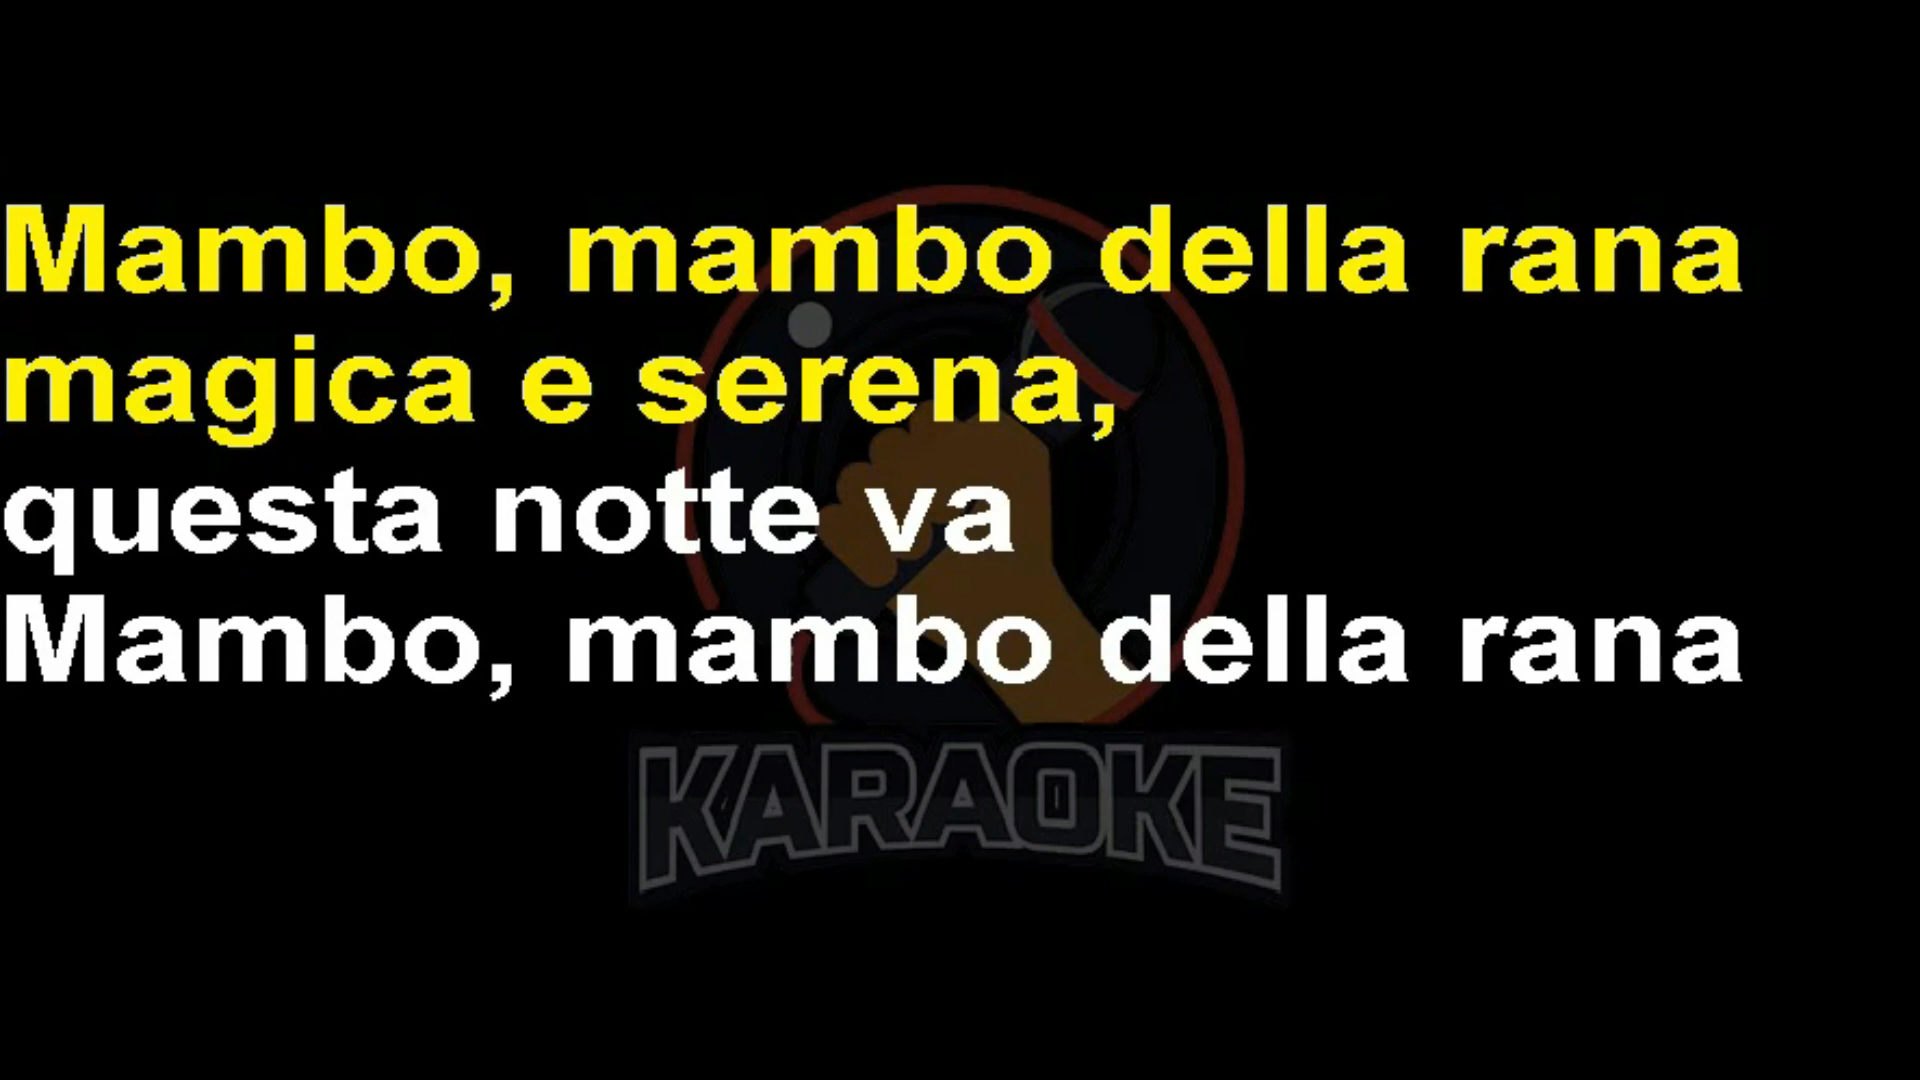 Mambo, mambo della rana
magica e serena,
questa notte va
Mambo, mambo della rana
KARAOKE